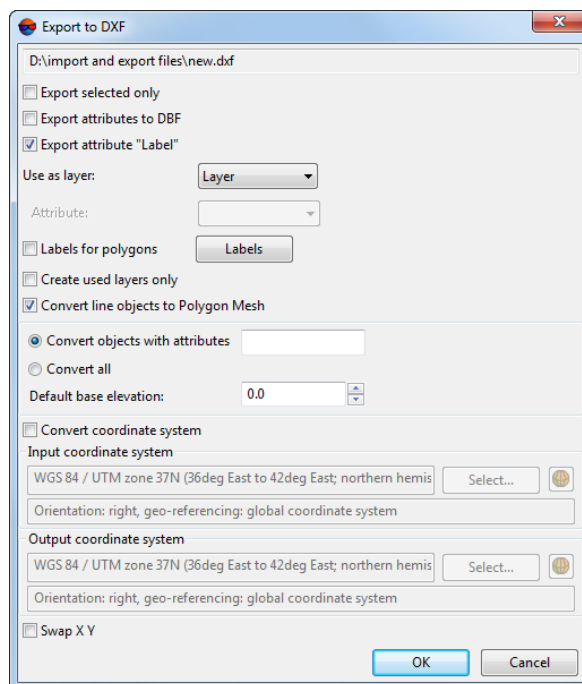 Export to DXF
D:\import and export files\new.dxf
Export selected only
Export attributes to DBF
Export attribute "Label"
Use as layer: Layer
Attribute:
Labels for polygons Labels
Create used layers only
Convert line objects to Polygon Mesh
Convert objects with attributes
Convert all
Default base elevation: 0.0
Convert coordinate system
Input coordinate system
WGS 84 / UTM zone 37N (36deg East to 42deg East; northern hemis Select...
Orientation: right, geo-referencing: global coordinate system
Output coordinate system
WGS 84 / UTM zone 37N (36deg East to 42deg East; northern hemis Select...
Orientation: right, geo-referencing: global coordinate system
Swap X Y
OK Cancel